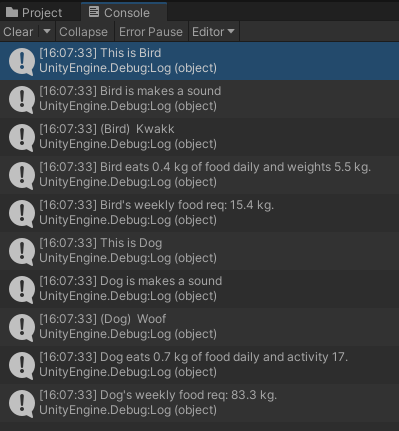 Project Console
Clear Collapse Error Pause Editor
[16:07:33] This is Bird
UnityEngine.Debug:Log (object)
[16:07:33] Bird is makes a sound
UnityEngine.Debug:Log (object)
[16:07:33] (Bird)  Kwakk
UnityEngine.Debug:Log (object)
[16:07:33] Bird eats 0.4 kg of food daily and weights 5.5 kg.
UnityEngine.Debug:Log (object)
[16:07:33] Bird's weekly food req: 15.4 kg.
UnityEngine.Debug:Log (object)
[16:07:33] This is Dog
UnityEngine.Debug:Log (object)
[16:07:33] Dog is makes a sound
UnityEngine.Debug:Log (object)
[16:07:33] (Dog)  Woof
UnityEngine.Debug:Log (object)
[16:07:33] Dog eats 0.7 kg of food daily and activity 17.
UnityEngine.Debug:Log (object)
[16:07:33] Dog's weekly food req: 83.3 kg.
UnityEngine.Debug:Log (object)